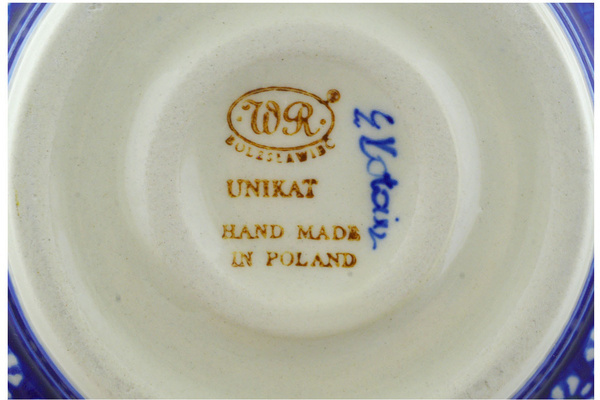 WR
®
BOLESLAWIEC
UNIKAT
HAND MADE
IN POLAND